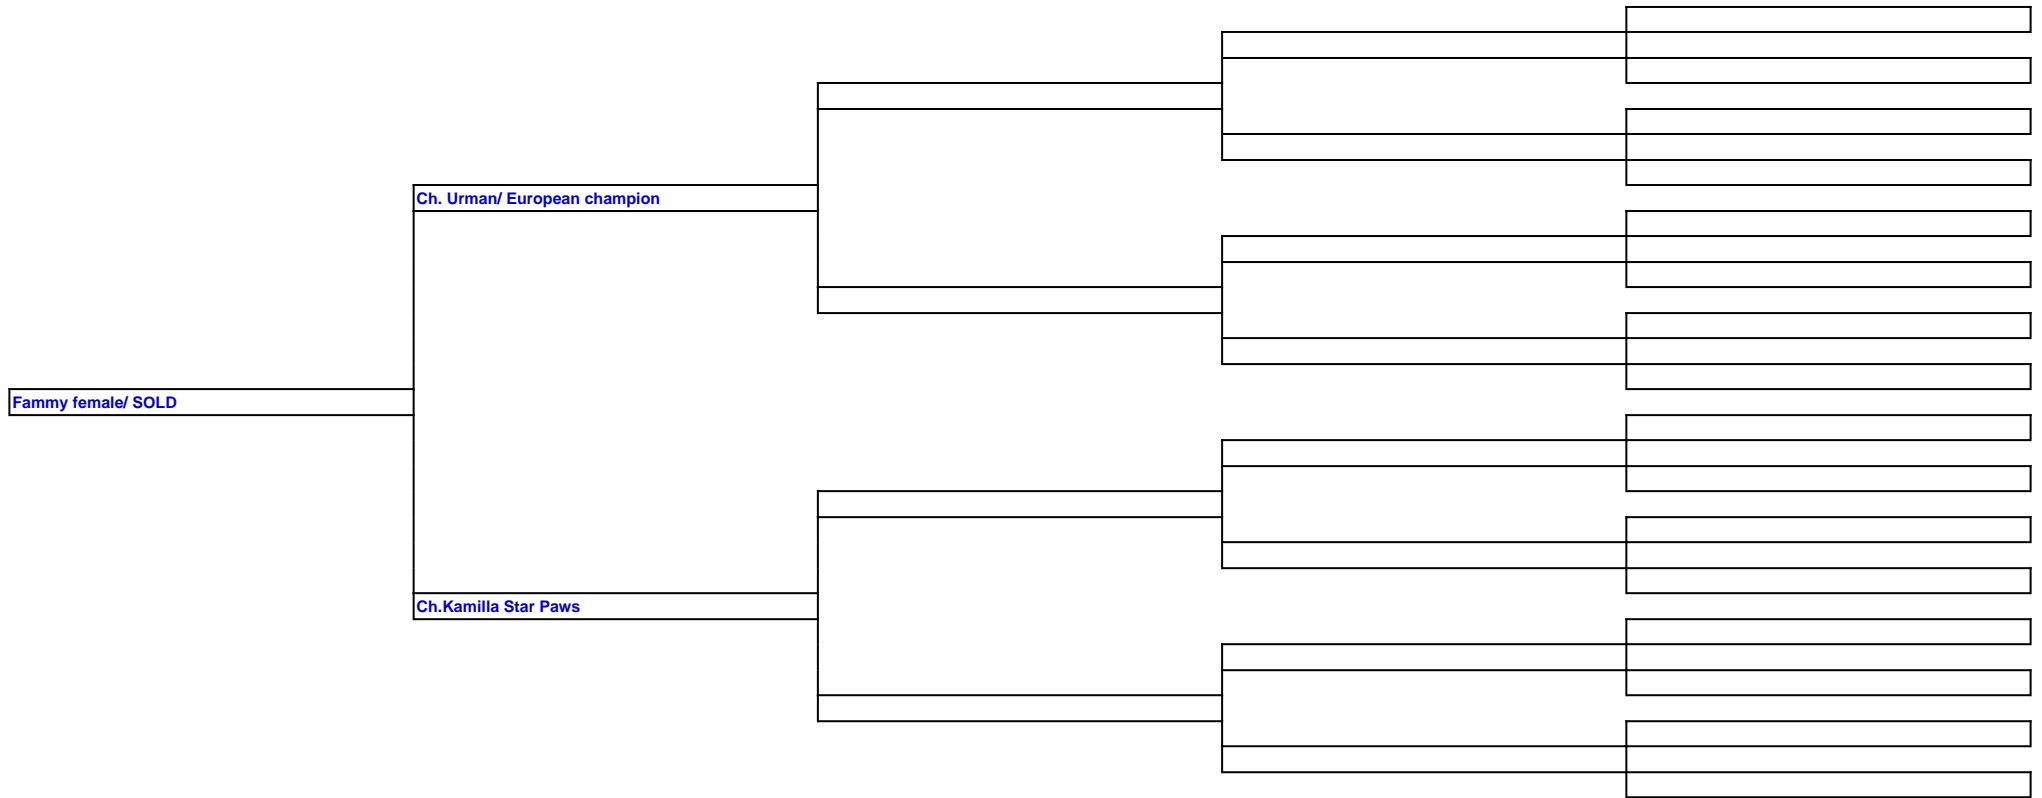 Ch. Urman/ European champion
Fammy female/ SOLD
Ch.Kamilla Star Paws